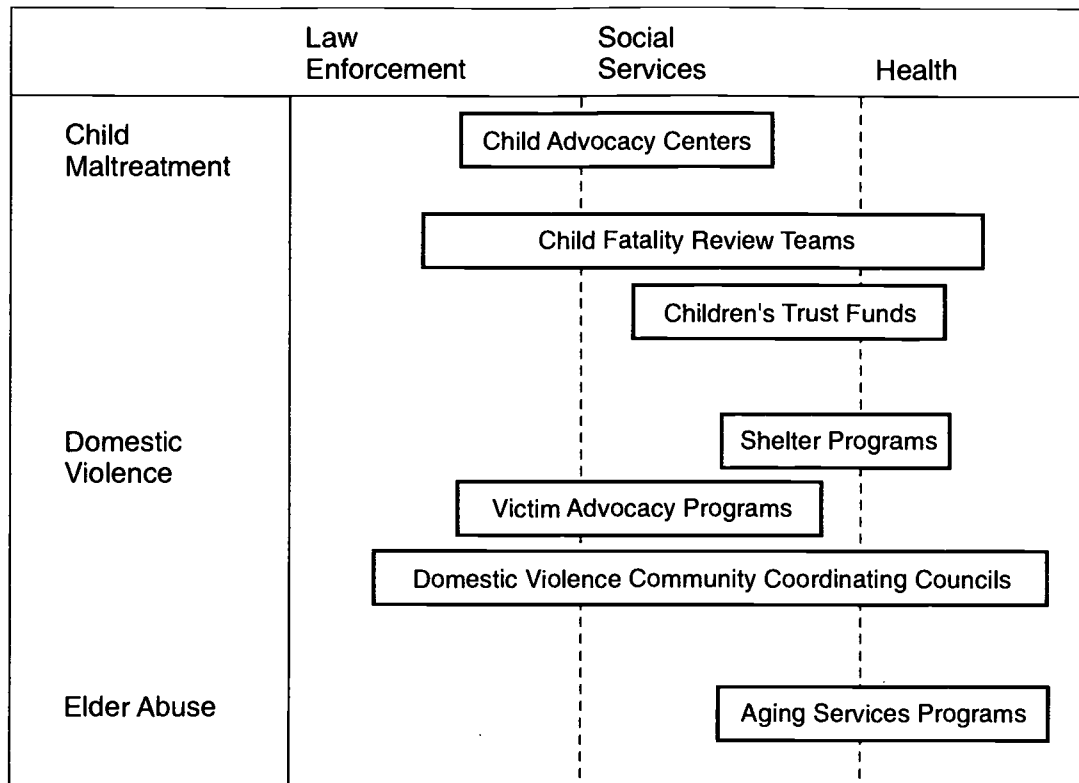 Law
Enforcement
Social
Services
Health
Child
Maltreatment
Child Advocacy Centers
Child Fatality Review Teams
Children's Trust Funds
Domestic
Violence
Shelter Programs
Victim Advocacy Programs
Domestic Violence Community Coordinating Councils
Elder Abuse
Aging Services Programs